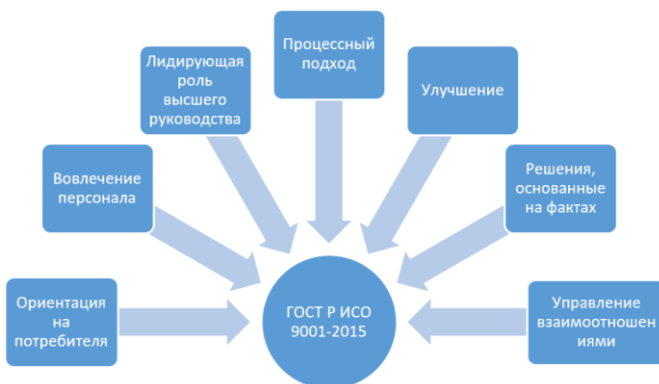 Процессный
подход
Лидирующая
роль
высшего
руководства
Улучшение
Вовлечение
персонала
Решения,
основанные
на фактах
Ориентация
на
потребителя
ГОСТ Р ИСО
9001-2015
Управление
взаимоотношен
иями